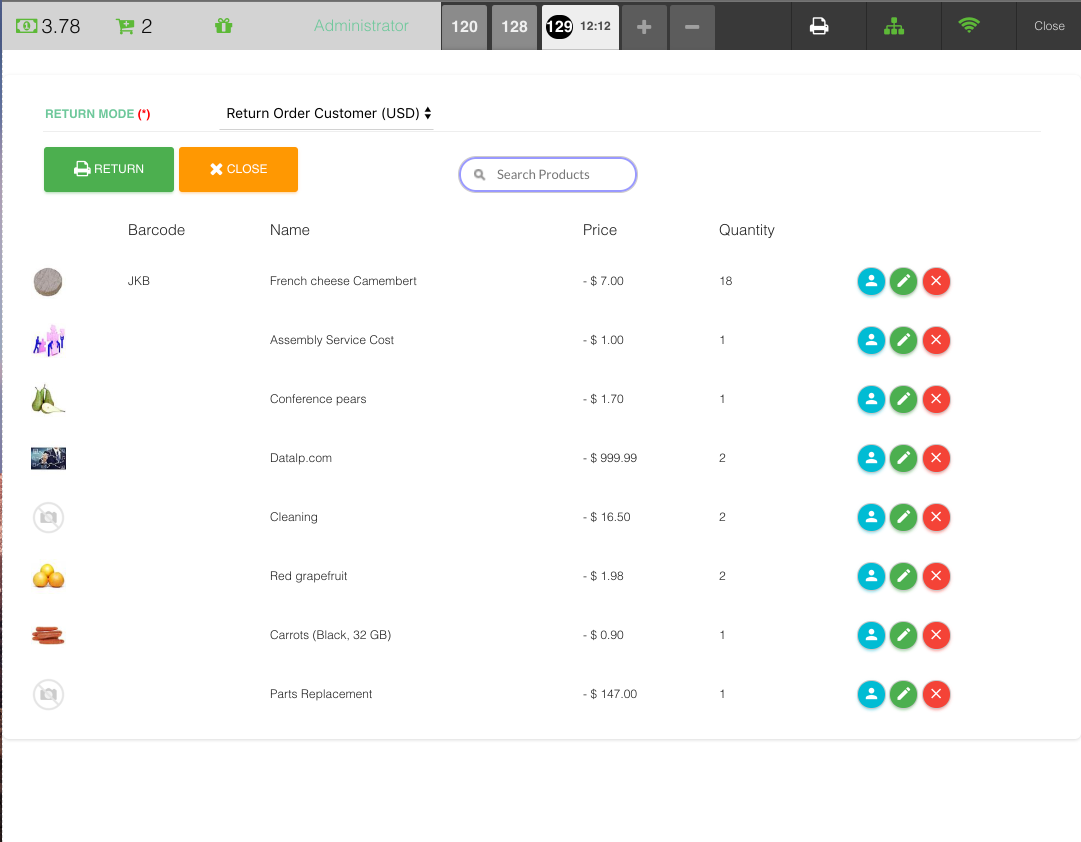 3.78 2 Administrator 120 128 129 12:12 Close
RETURN MODE (*) Return Order Customer (USD)
RETURN CLOSE Search Products
Barcode Name Price Quantity
JKB French cheese Camembert - $ 7.00 18
Assembly Service Cost - $ 1.00 1
Conference pears - $ 1.70 1
Datalp.com - $ 999.99 2
Cleaning - $ 16.50 2
Red grapefruit - $ 1.98 2
Carrots (Black, 32 GB) - $ 0.90 1
Parts Replacement - $ 147.00 1